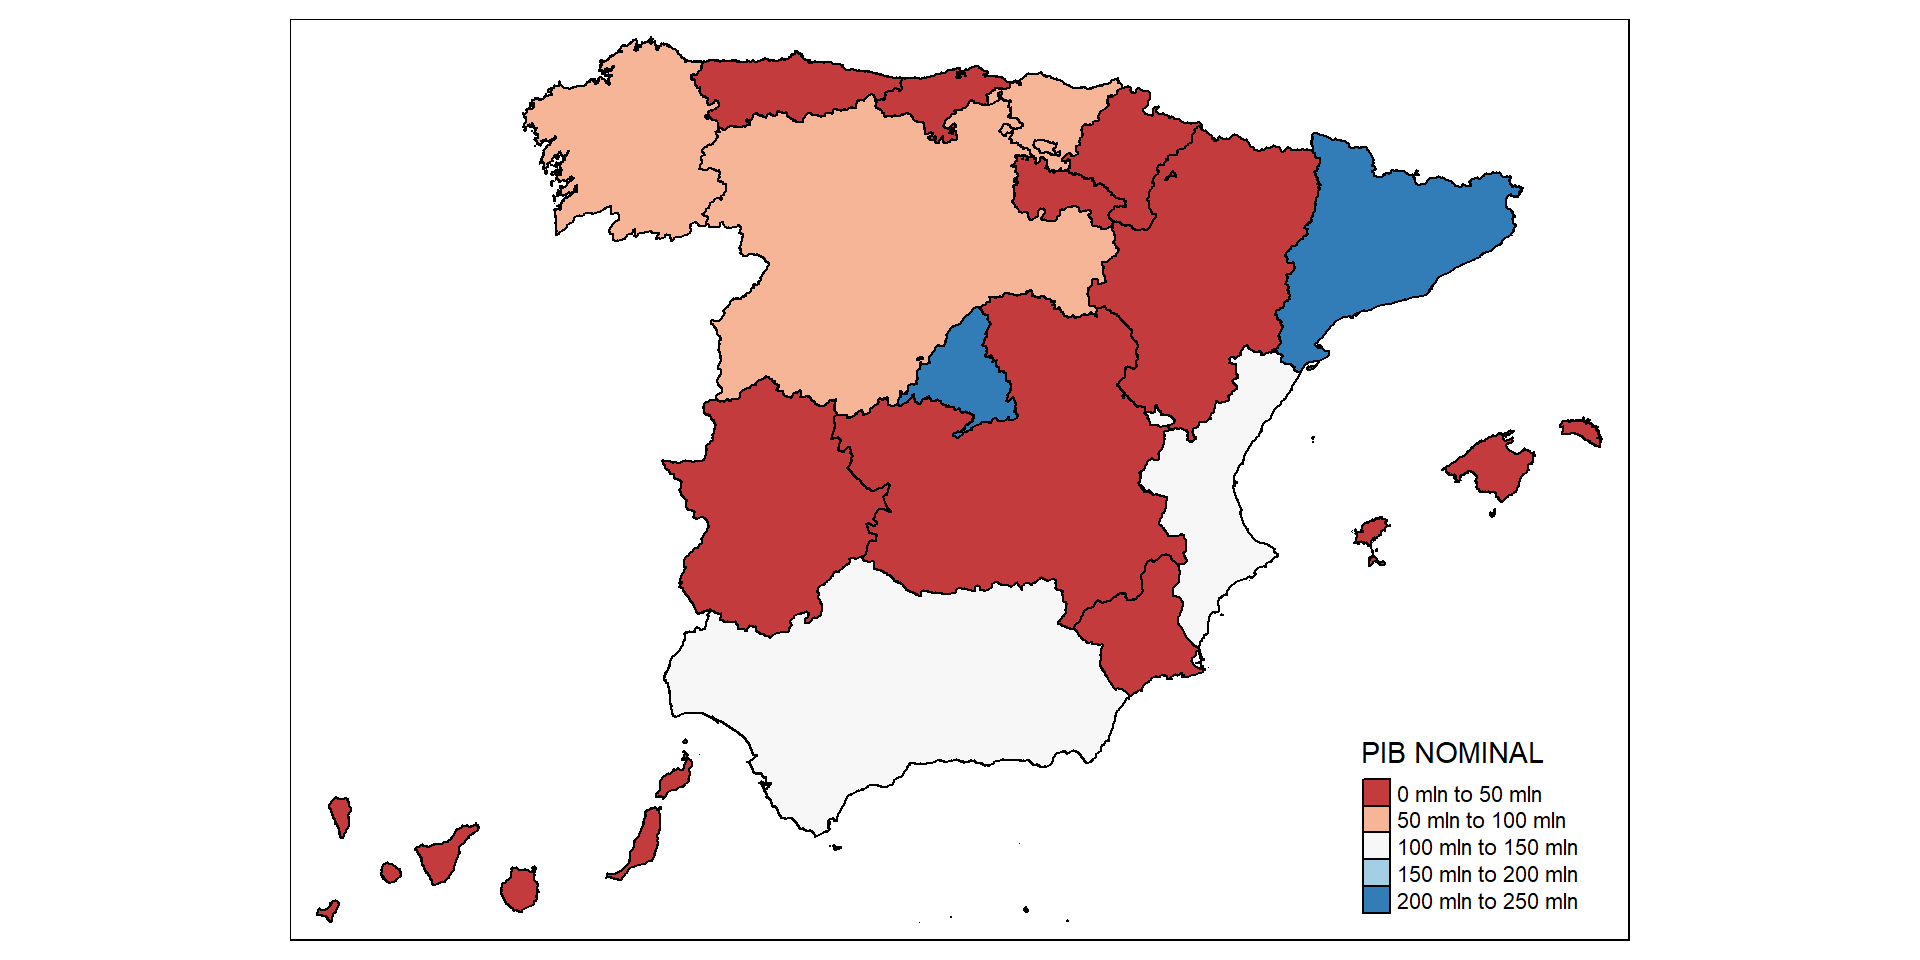 PIB NOMINAL
0 mln to 50 mln
50 mln to 100 mln
100 mln to 150 mln
150 mln to 200 mln
200 mln to 250 mln